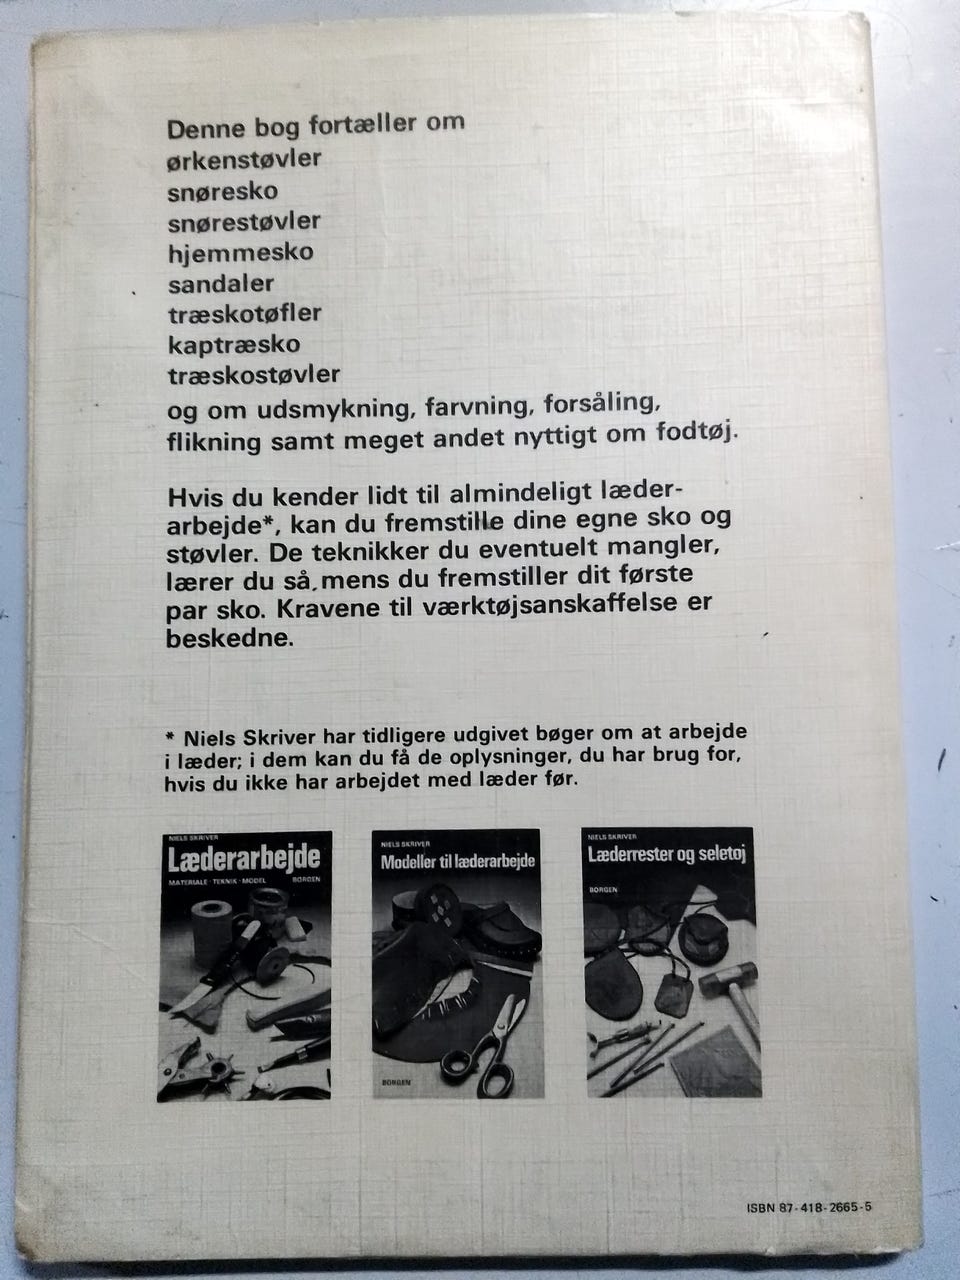 Denne bog fortæller om
ørkenstøvler
snøresko
snørestøvler
hjemmesko
sandaler
træskotøfler
kaptræsko
træskostøvler
og om udsmykning, farvning, forsåling,
flikning samt meget andet nyttigt om fodtøj.
Hvis du kender lidt til almindeligt læder-
arbejde*, kan du fremstille dine egne sko og
støvler. De teknikker du eventuelt mangler,
lærer du så, mens du fremstiller dit første
par sko. Kravene til værktøjsanskaffelse er
beskedne.
* Niels Skriver har tidligere udgivet bøger om at arbejde
i læder; i dem kan du få de oplysninger, du har brug for,
hvis du ikke har arbejdet med læder før.
NIELS SKRIVER
Læderarbejde
MATERIALE · TEKNIK · MODEL BORGEN
NIELS SKRIVER
Modeller til læderarbejde
BORGEN
NIELS SKRIVER
Læderrester og seletøj
BORGEN
ISBN 87-418-2665-5